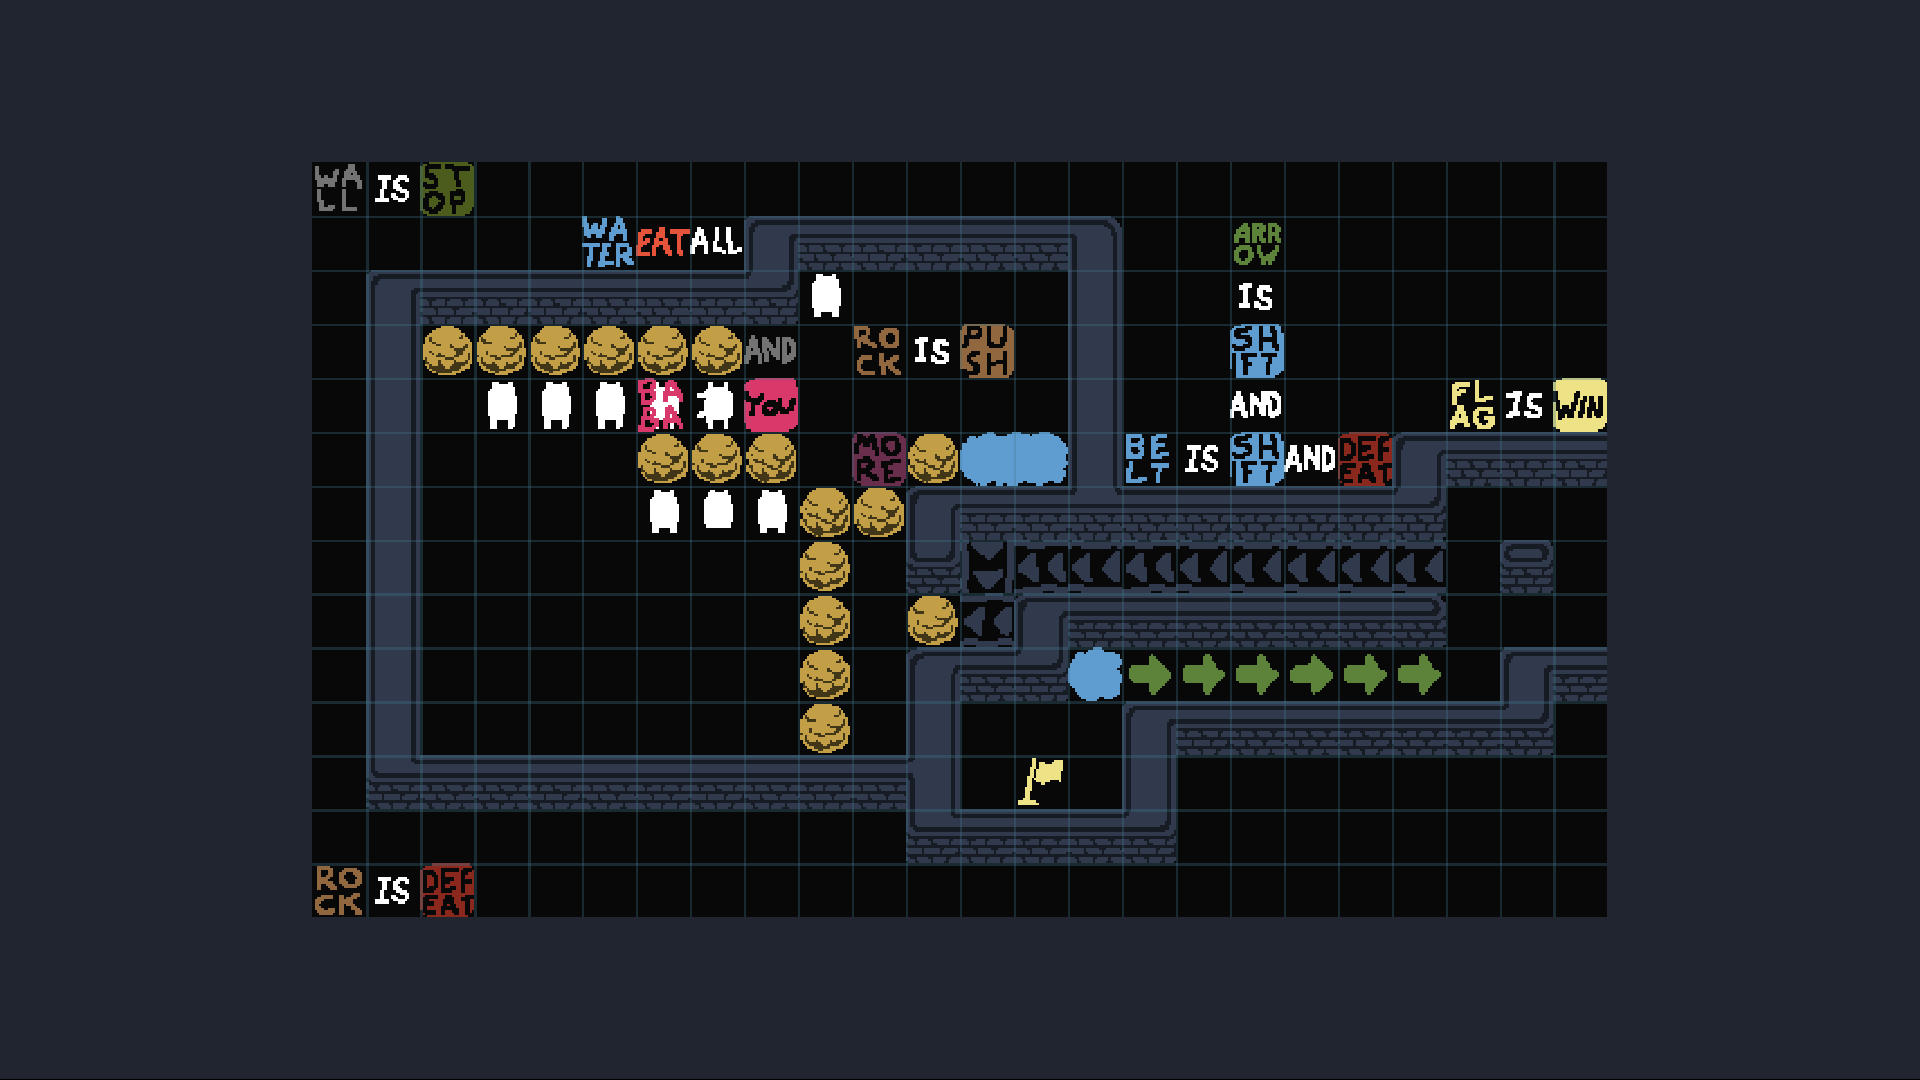 WALL IS STOP
WATER EAT ALL
ARROW
IS
AND ROCK IS PUSH SHIFT
BABA YOU AND FLAG IS WIN
MORE BELT IS SHIFT AND DEFEAT
ROCK IS DEFEAT